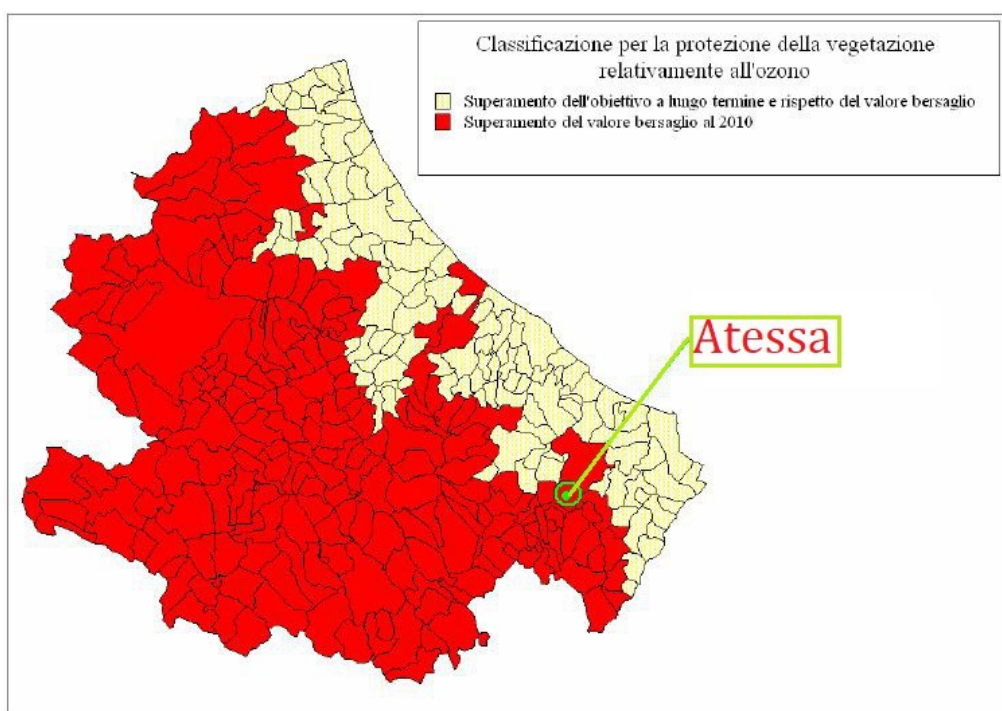 Classificazione per la protezione della vegetazione
relativamente all'ozono
Superamento dell'obiettivo a lungo termine e rispetto del valore bersaglio
Superamento del valore bersaglio al 2010
Atessa